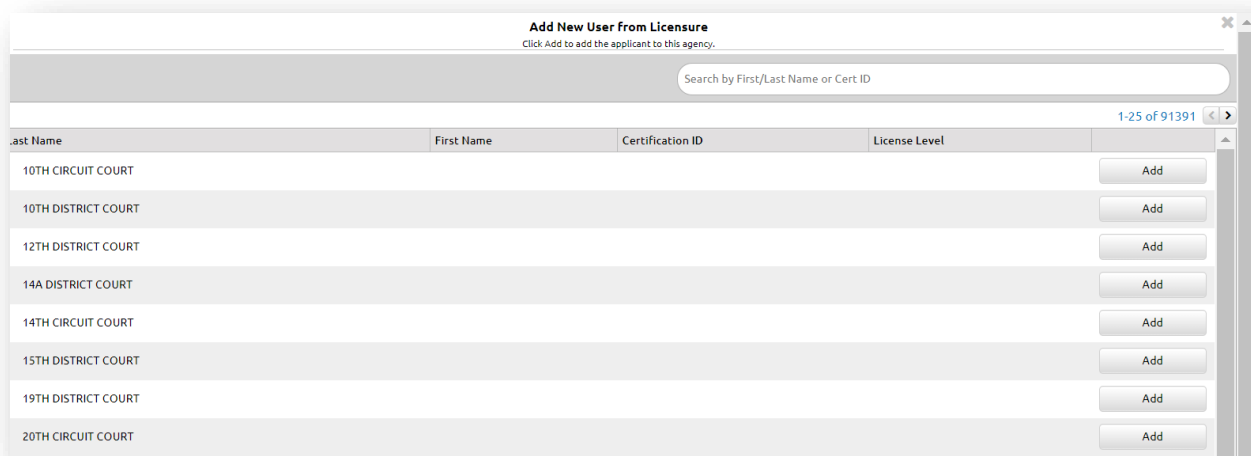 Add New User from Licensure
Click Add to add the applicant to this agency.
Search by First/Last Name or Cert ID
1-25 of 91391
Last Name First Name Certification ID License Level
10TH CIRCUIT COURT Add
10TH DISTRICT COURT Add
12TH DISTRICT COURT Add
14A DISTRICT COURT Add
14TH CIRCUIT COURT Add
15TH DISTRICT COURT Add
19TH DISTRICT COURT Add
20TH CIRCUIT COURT Add